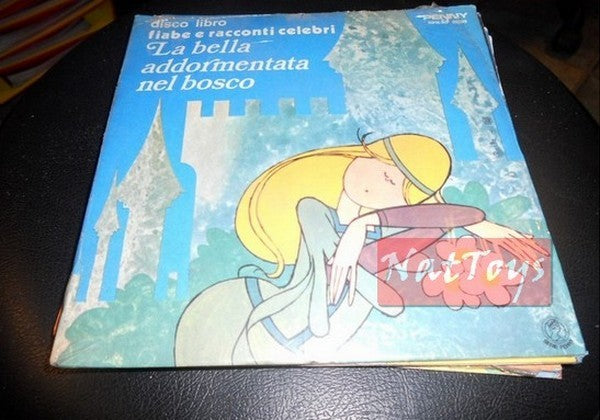 disco libro
fiabe e racconti celebri
La bella
addormentata
nel bosco
PENNY
NatToys